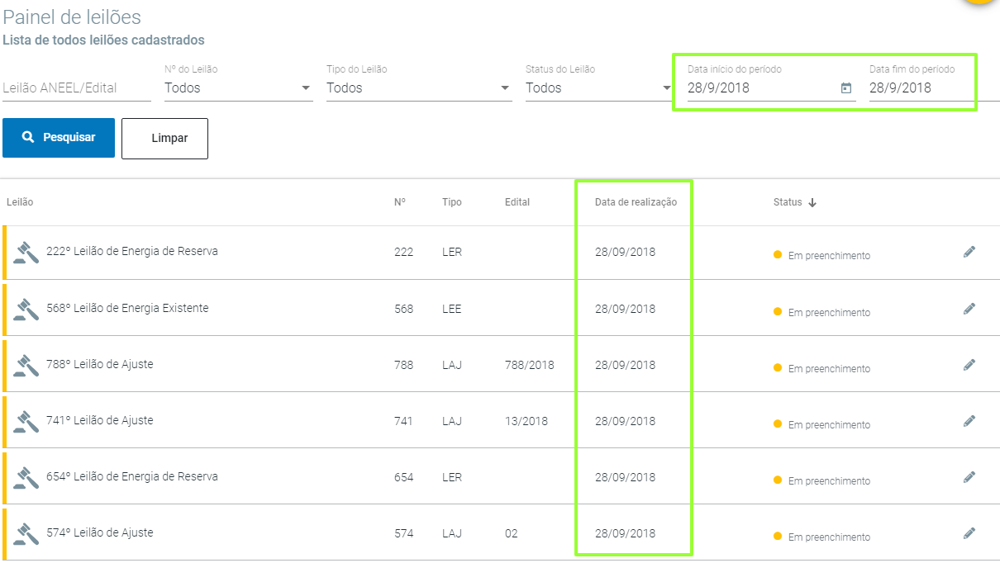 Painel de leilões
Lista de todos leilões cadastrados
Leilão ANEEL/Edital
Nº do Leilão
Todos
Tipo do Leilão
Todos
Status do Leilão
Todos
Data início do período
28/9/2018
Data fim do período
28/9/2018
Pesquisar
Limpar
Leilão Nº Tipo Edital Data de realização Status
222º Leilão de Energia de Reserva 222 LER 28/09/2018 Em preenchimento
568º Leilão de Energia Existente 568 LEE 28/09/2018 Em preenchimento
788º Leilão de Ajuste 788 LAJ 788/2018 28/09/2018 Em preenchimento
741º Leilão de Ajuste 741 LAJ 13/2018 28/09/2018 Em preenchimento
654º Leilão de Energia de Reserva 654 LER 28/09/2018 Em preenchimento
574º Leilão de Ajuste 574 LAJ 02 28/09/2018 Em preenchimento